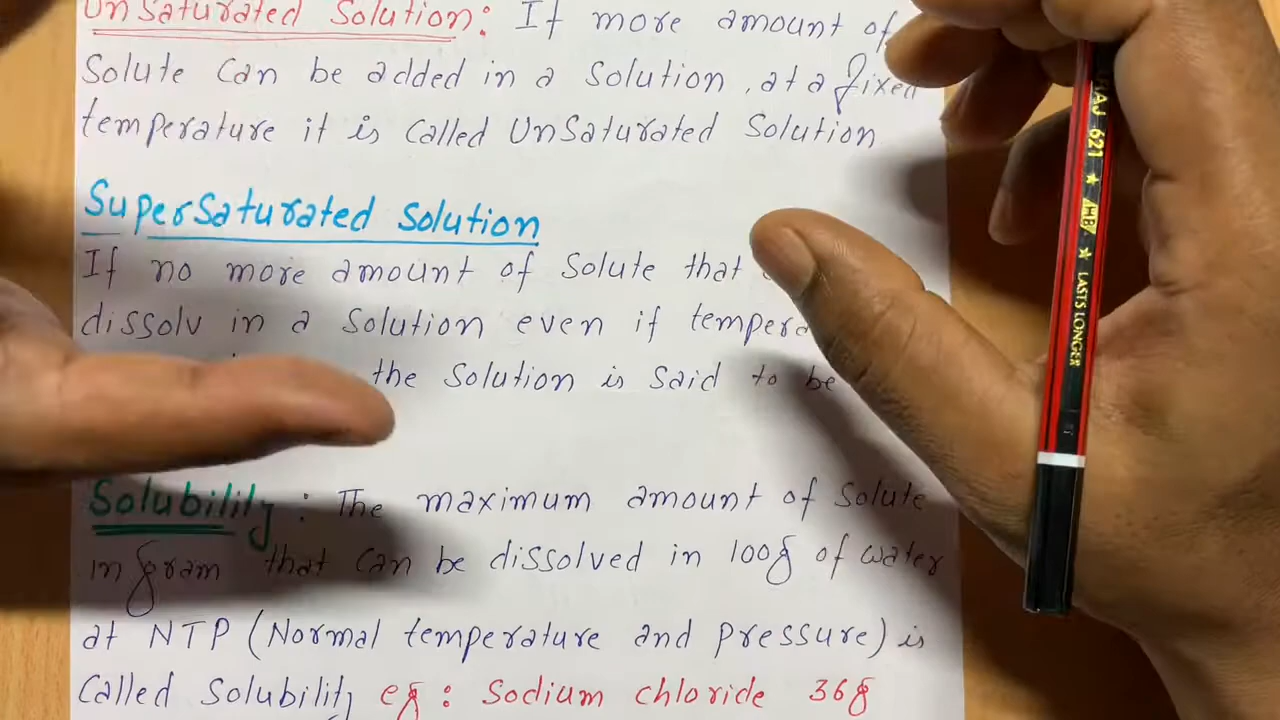 UnSaturated Solution: If more amount of
Solute can be added in a solution, at a fixed
temperature it is called UnSaturated Solution
SuperSaturated Solution
If no more amount of Solute that
dissolv in a solution even if
the solution is said to be
Solubility: The maximum amount of Solute
in gram that can be dissolved in 100g of water
at NTP (Normal temperature and pressure) is
called Solubility eg: Sodium chloride 36g
621 ★ HB ★ LASTS LONGER